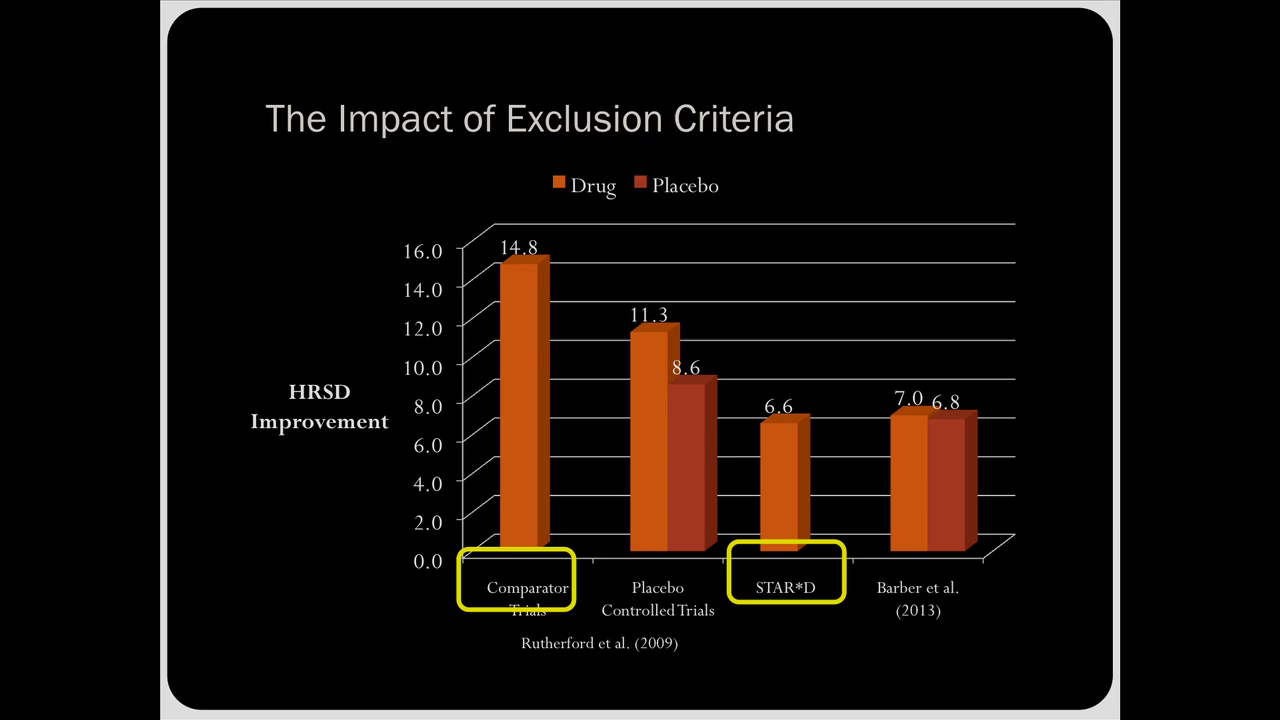 The Impact of Exclusion Criteria
Drug Placebo
16.0
14.0
12.0
10.0
8.0
6.0
4.0
2.0
0.0
HRSD
Improvement
14.8
11.3
8.6
6.6
7.0
6.8
Comparator
Trials
Placebo
Controlled Trials
STAR*D
Barber et al.
(2013)
Rutherford et al. (2009)